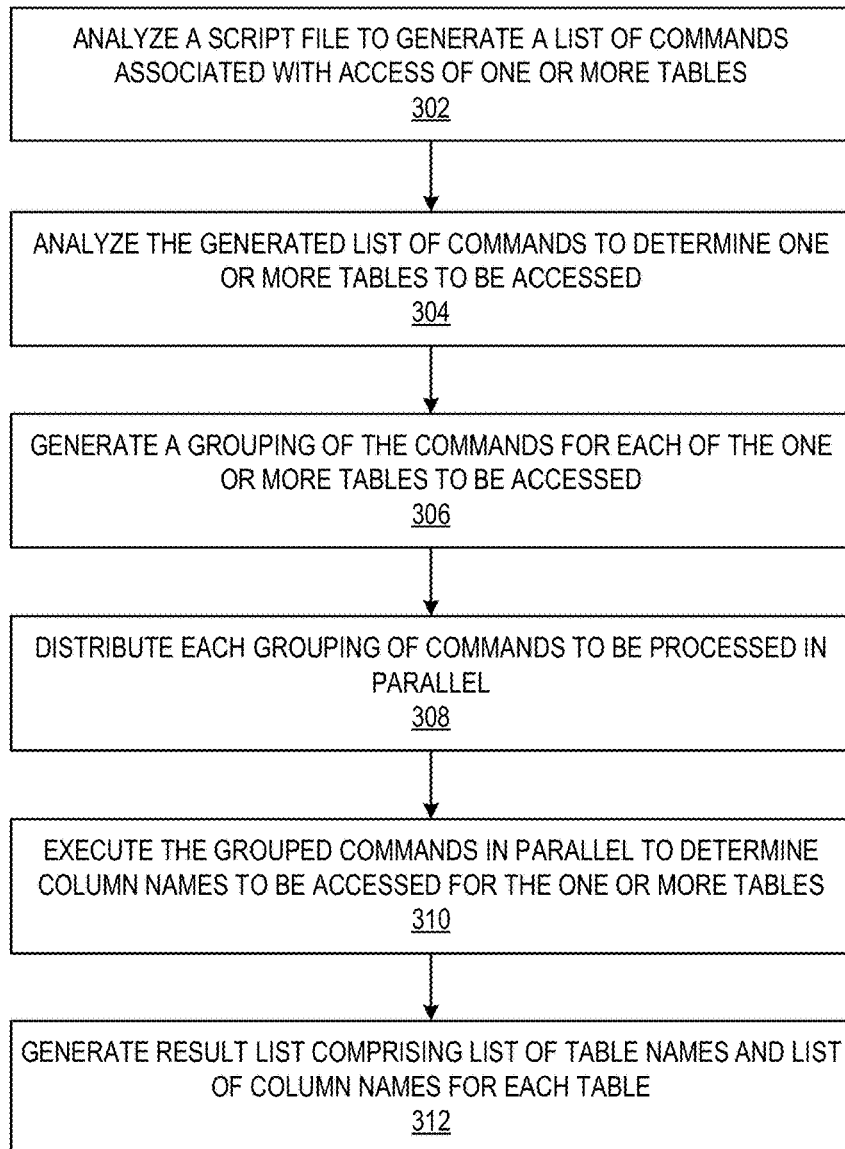 ANALYZE A SCRIPT FILE TO GENERATE A LIST OF COMMANDS
ASSOCIATED WITH ACCESS OF ONE OR MORE TABLES
302
ANALYZE THE GENERATED LIST OF COMMANDS TO DETERMINE ONE
OR MORE TABLES TO BE ACCESSED
304
GENERATE A GROUPING OF THE COMMANDS FOR EACH OF THE ONE
OR MORE TABLES TO BE ACCESSED
306
DISTRIBUTE EACH GROUPING OF COMMANDS TO BE PROCESSED IN
PARALLEL
308
EXECUTE THE GROUPED COMMANDS IN PARALLEL TO DETERMINE
COLUMN NAMES TO BE ACCESSED FOR THE ONE OR MORE TABLES
310
GENERATE RESULT LIST COMPRISING LIST OF TABLE NAMES AND LIST
OF COLUMN NAMES FOR EACH TABLE
312